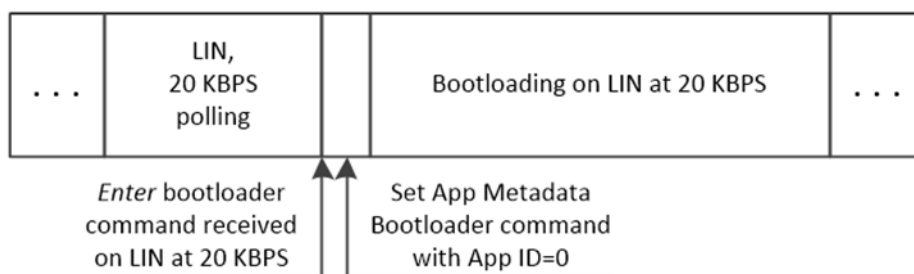 . . .
LIN,
20 KBPS
polling
Bootloading on LIN at 20 KBPS
. . .
Enter bootloader
command received
on LIN at 20 KBPS
Set App Metadata
Bootloader command
with App ID=0